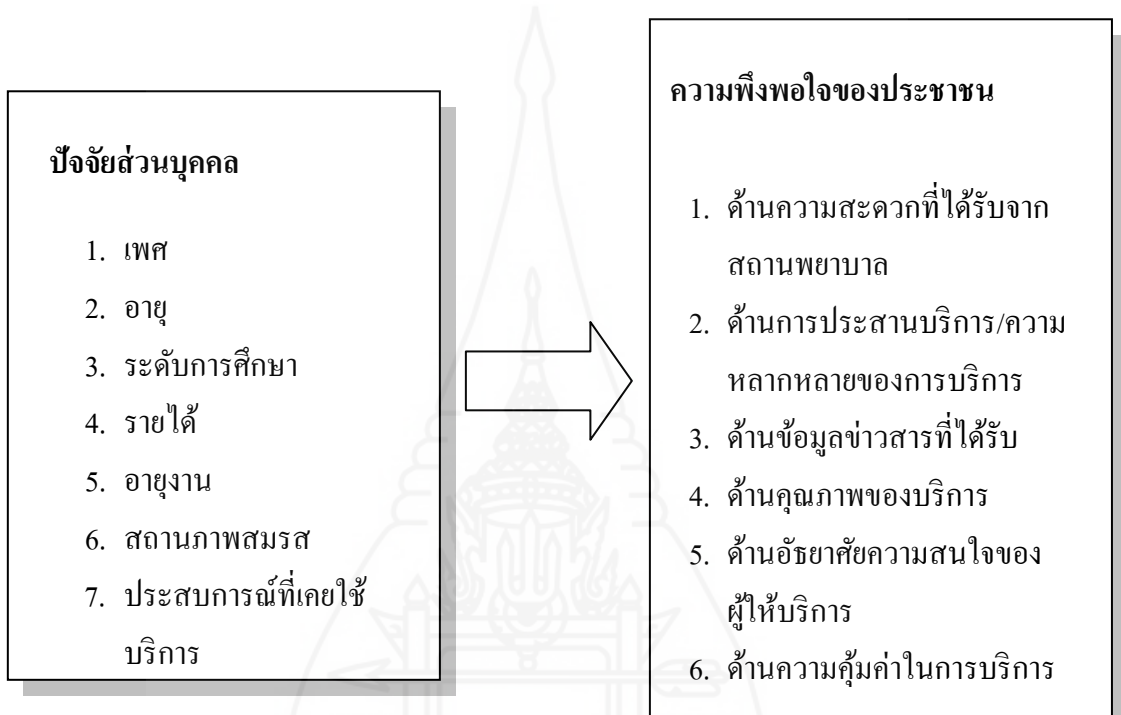 ปัจจัยส่วนบุคคล
1. เพศ
2. อายุ
3. ระดับการศึกษา
4. รายได้
5. อายุงาน
6. สถานภาพสมรส
7. ประสบการณ์ที่เคยใช้
บริการ
ความพึงพอใจของประชาชน
1. ด้านความสะดวกที่ได้รับจาก
สถานพยาบาล
2. ด้านการประสานบริการ/ความ
หลากหลายของการบริการ
3. ด้านข้อมูลข่าวสารที่ได้รับ
4. ด้านคุณภาพของบริการ
5. ด้านอัธยาศัยความสนใจของ
ผู้ให้บริการ
6. ด้านความคุ้มค่าในการบริการ